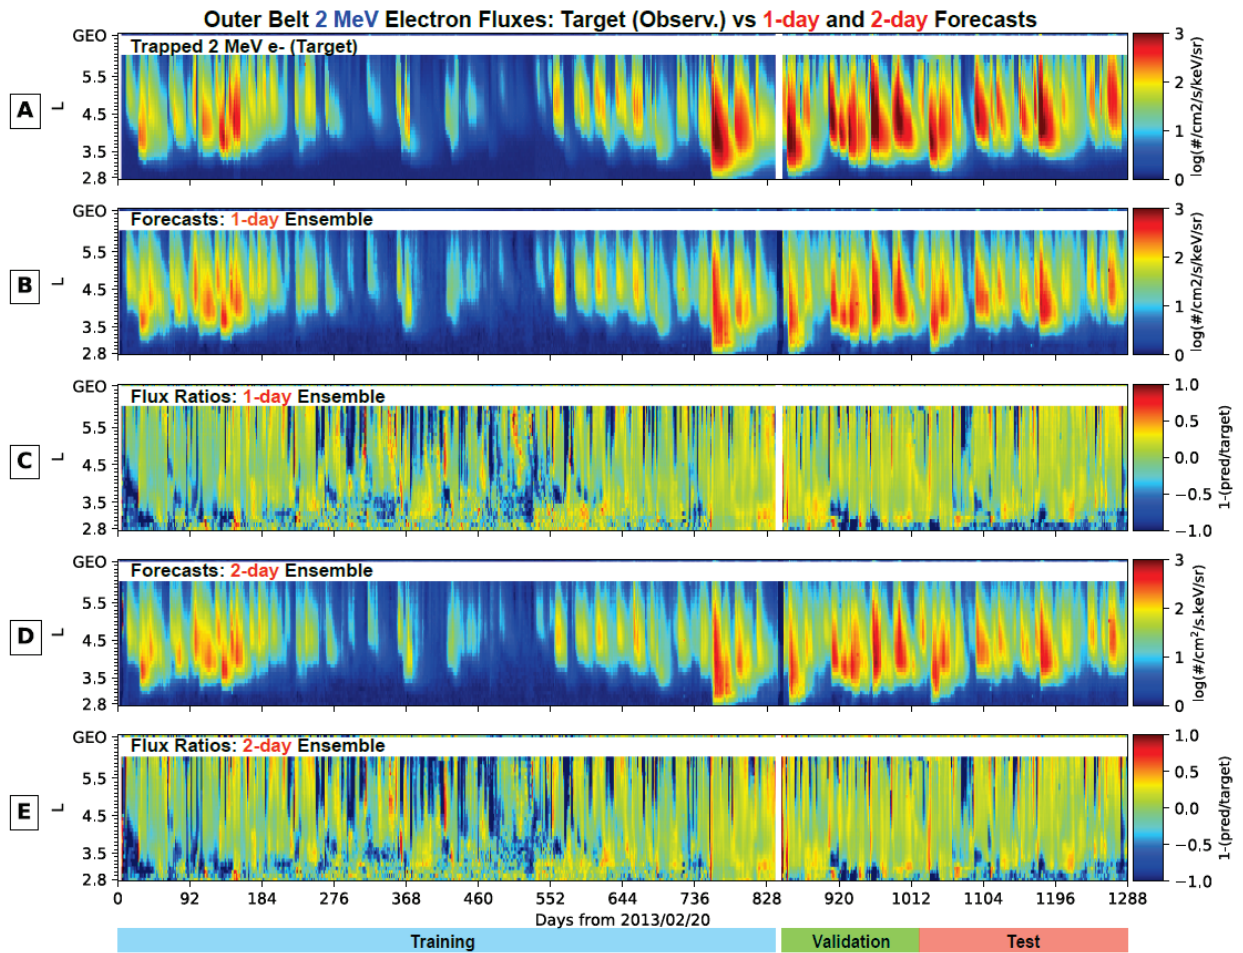 Outer Belt 2 MeV Electron Fluxes: Target (Observ.) vs 1-day and 2-day Forecasts
A
GEO
5.5
4.5
3.5
2.8
L
Trapped 2 MeV e- (Target)
3
2
1
0
log(#/cm2/s/keV/sr)
B
GEO
5.5
4.5
3.5
2.8
L
Forecasts: 1-day Ensemble
3
2
1
0
log(#/cm2/s/keV/sr)
C
GEO
5.5
4.5
3.5
2.8
L
Flux Ratios: 1-day Ensemble
1.0
0.5
0.0
−0.5
−1.0
1-(pred/target)
D
GEO
5.5
4.5
3.5
2.8
L
Forecasts: 2-day Ensemble
3
2
1
0
log(#/cm²/s.keV/sr)
E
GEO
5.5
4.5
3.5
2.8
L
Flux Ratios: 2-day Ensemble
1.0
0.5
0.0
−0.5
−1.0
1-(pred/target)
0 92 184 276 368 460 552 644 736 828 920 1012 1104 1196 1288
Days from 2013/02/20
Training Validation Test